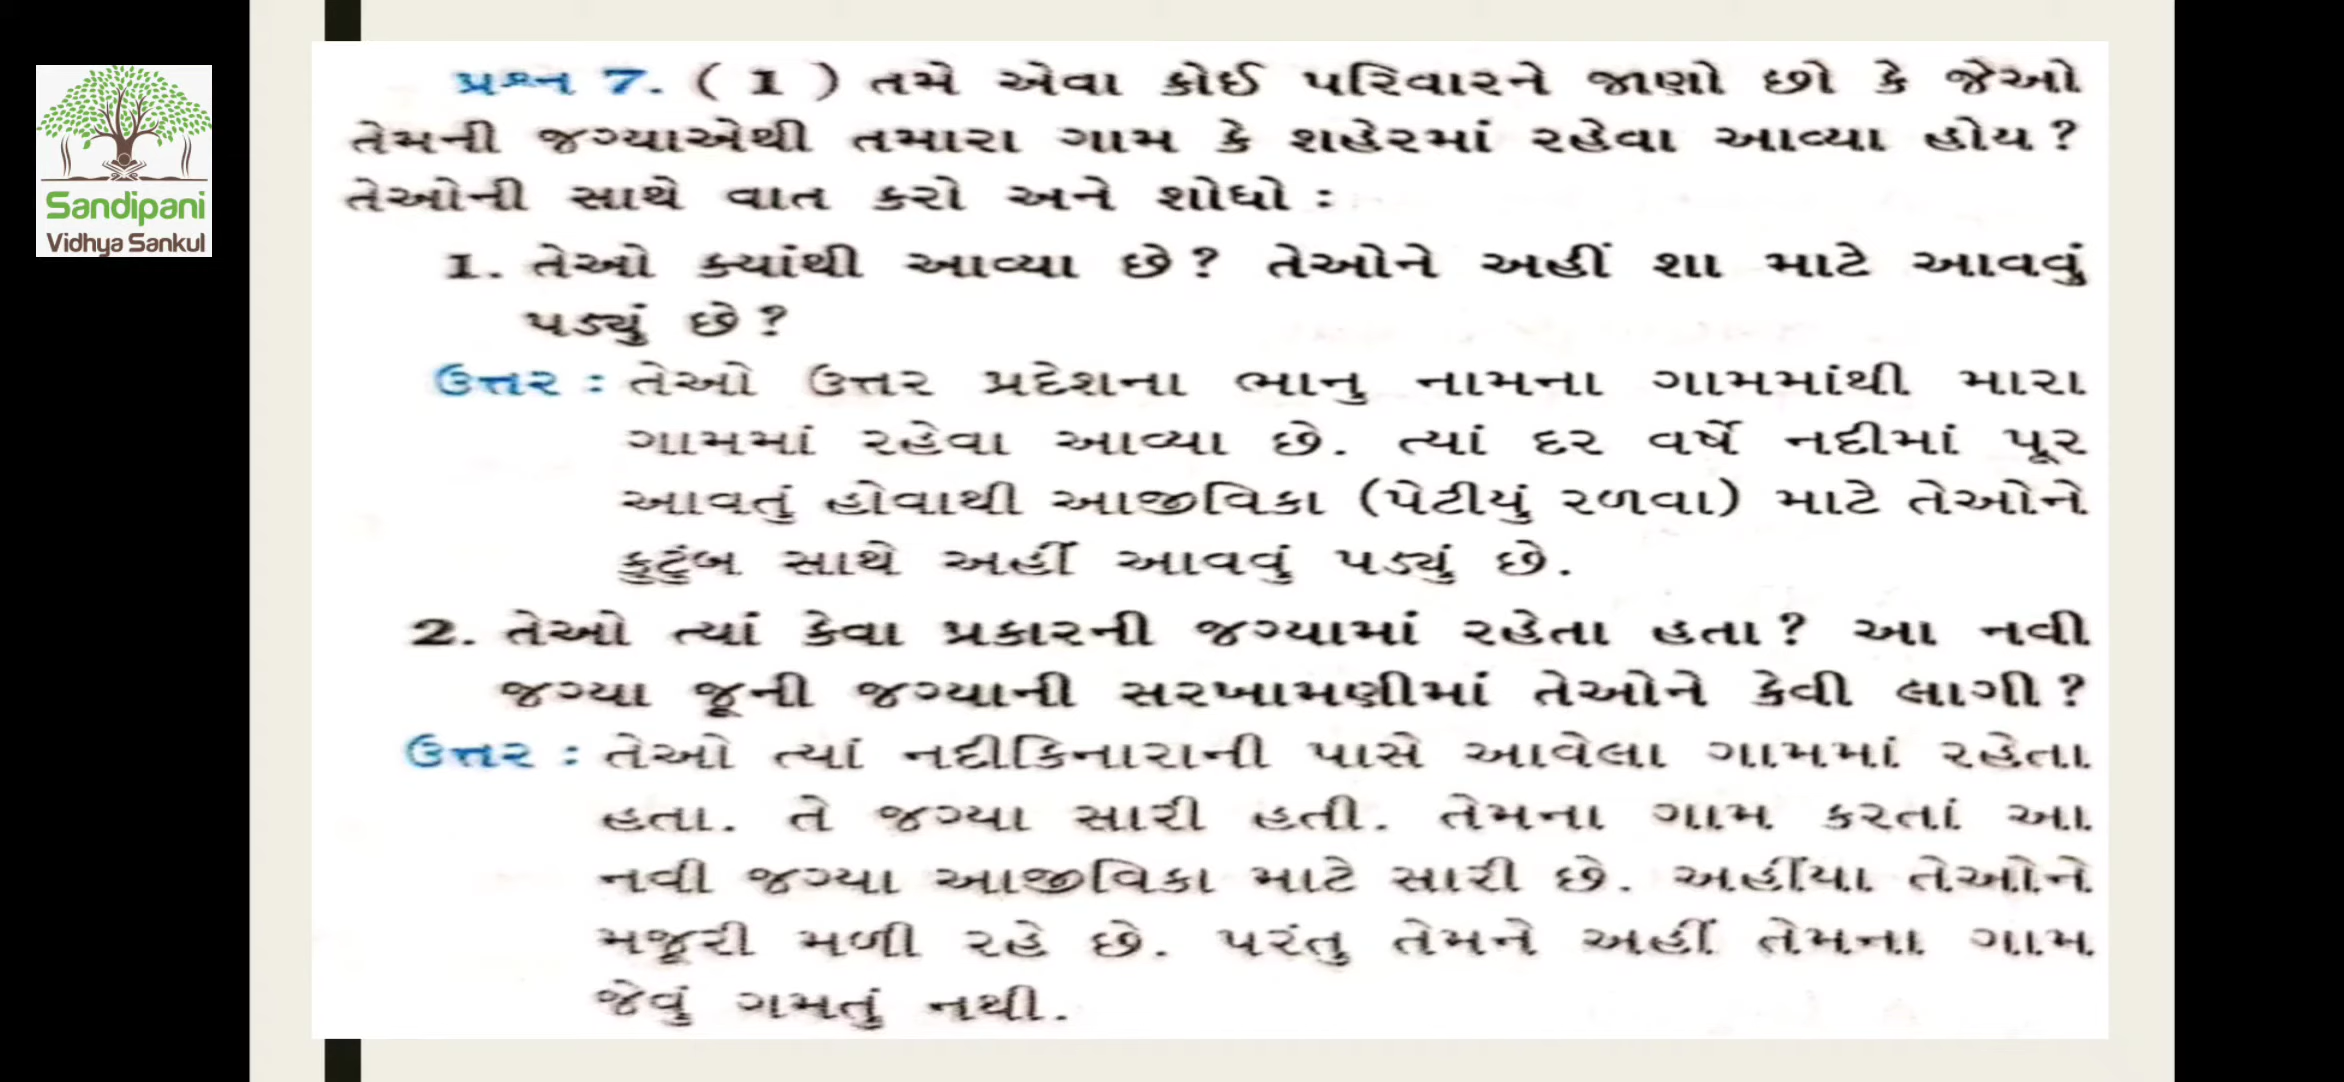 Sandipani
Vidhya Sankul
પ્રશ્ન 7. ( 1 ) તમે એવા કોઈ પરિવારને જાણો છો કે જેઓ
તેમની જગ્યાએથી તમારા ગામ કે શહેરમાં રહેવા આવ્યા હોય ?
તેઓની સાથે વાત કરો અને શોધો :
1. તેઓ ક્યાંથી આવ્યા છે ? તેઓને અહીં શા માટે આવવું
પડ્યું છે ?
ઉત્તર : તેઓ ઉત્તર પ્રદેશના ભાનુ નામના ગામમાંથી મારા
ગામમાં રહેવા આવ્યા છે. ત્યાં દર વર્ષે નદીમાં પૂર
આવતું હોવાથી આજીવિકા (પેટીયું રળવા) માટે તેઓને
કુટુંબ સાથે અહીં આવવું પડ્યું છે.
2. તેઓ ત્યાં કેવા પ્રકારની જગ્યામાં રહેતા હતા ? આ નવી
જગ્યા જૂની જગ્યાની સરખામણીમાં તેઓને કેવી લાગી ?
ઉત્તર : તેઓ ત્યાં નદીકિનારાની પાસે આવેલા ગામમાં રહેતા
હતા. તે જગ્યા સારી હતી. તેમના ગામ કરતાં આ
નવી જગ્યા આજીવિકા માટે સારી છે. અહીંયા તેઓને
મજૂરી મળી રહે છે. પરંતુ તેમને અહીં તેમના ગામ
જેવું ગમતું નથી.